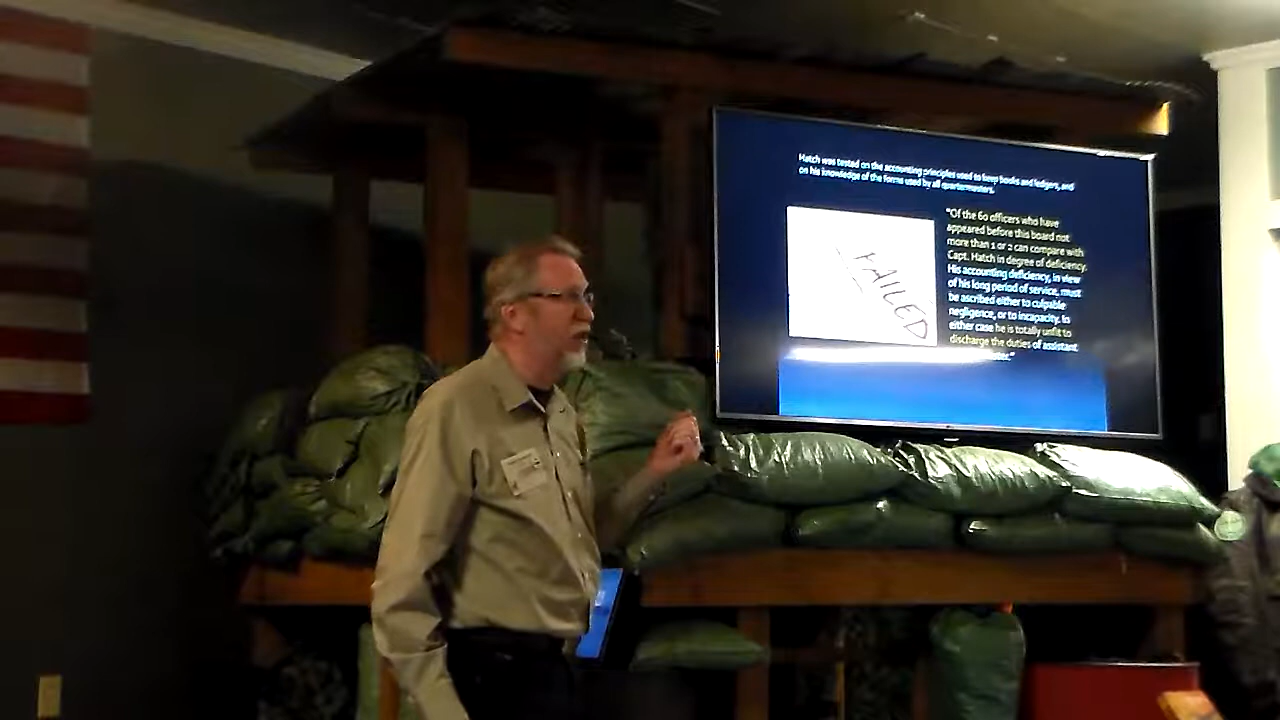 Hatch was tested on the accounting principles used to keep books and ledgers, and
on his knowledge of the forms used by all quartermasters.
"Of the 60 officers who have
appeared before this board not
more than 1 or 2 can compare with
Capt. Hatch in degree of deficiency.
His accounting deficiency, in view
of his long period of service, must
be ascribed either to culpable
negligence, or to incapacity. In
either case he is totally unfit to
discharge the duties of assistant
FAILED